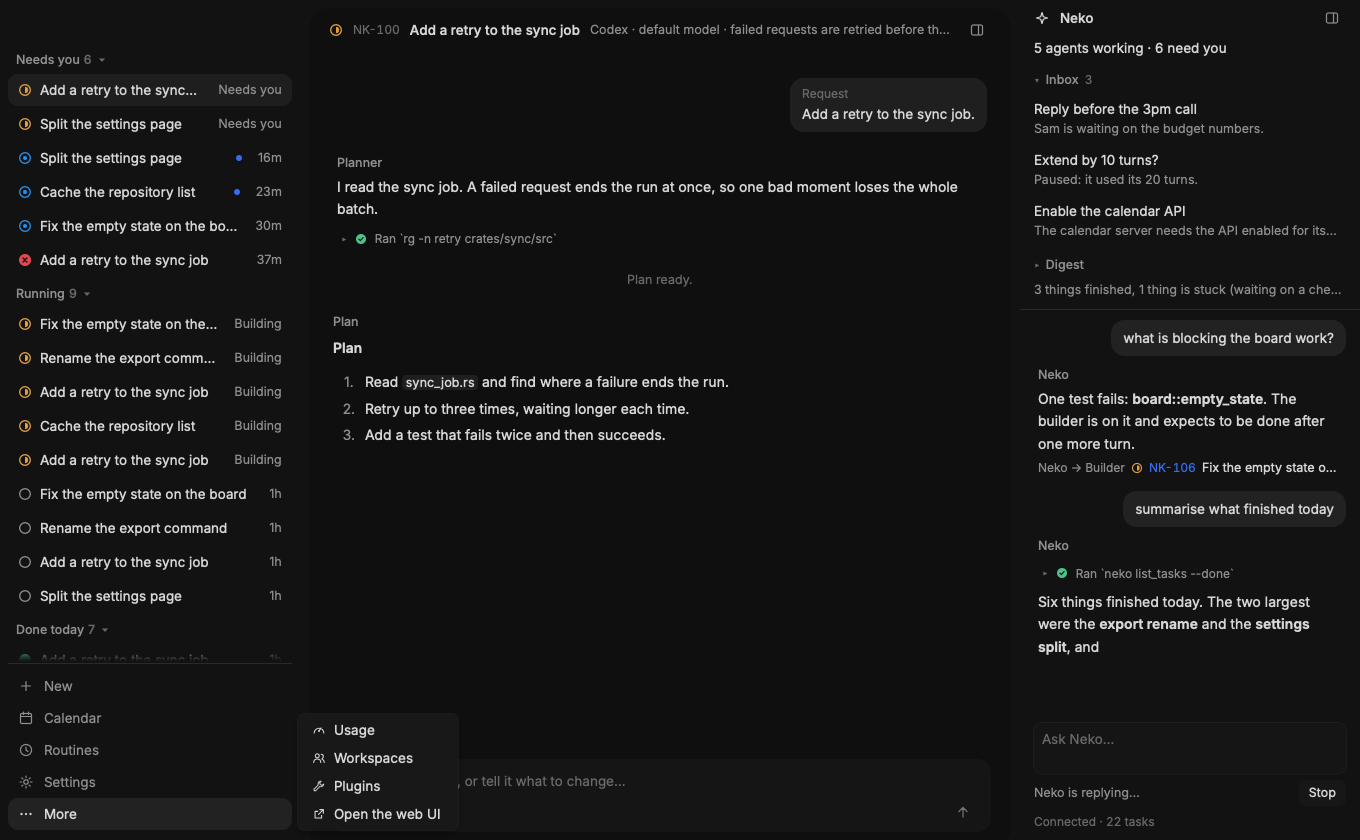 Needs you 6
Add a retry to the sync... Needs you
Split the settings page Needs you
Split the settings page 16m
Cache the repository list 23m
Fix the empty state on the bo... 30m
Add a retry to the sync job 37m
Running 9
Fix the empty state on the... Building
Rename the export comm... Building
Add a retry to the sync job Building
Cache the repository list Building
Add a retry to the sync job Building
Fix the empty state on the board 1h
Rename the export command 1h
Add a retry to the sync job 1h
Split the settings page 1h
Done today 7
Add a retry to the sync job 1h
New
Calendar
Routines
Settings
More
Usage
Workspaces
Plugins
Open the web UI
NK-100 Add a retry to the sync job Codex · default model · failed requests are retried before th...
Request
Add a retry to the sync job.
Planner
I read the sync job. A failed request ends the run at once, so one bad moment loses the whole
batch.
Ran `rg -n retry crates/sync/src`
Plan ready.
Plan
Plan
1. Read sync_job.rs and find where a failure ends the run.
2. Retry up to three times, waiting longer each time.
3. Add a test that fails twice and then succeeds.
, or tell it what to change...
Neko
5 agents working · 6 need you
Inbox 3
Reply before the 3pm call
Sam is waiting on the budget numbers.
Extend by 10 turns?
Paused: it used its 20 turns.
Enable the calendar API
The calendar server needs the API enabled for its...
Digest
3 things finished, 1 thing is stuck (waiting on a che...
what is blocking the board work?
Neko
One test fails: board::empty_state. The
builder is on it and expects to be done after
one more turn.
Neko → Builder NK-106 Fix the empty state o...
summarise what finished today
Neko
Ran `neko list_tasks --done`
Six things finished today. The two largest
were the export rename and the settings
split, and
Ask Neko...
Neko is replying... Stop
Connected · 22 tasks